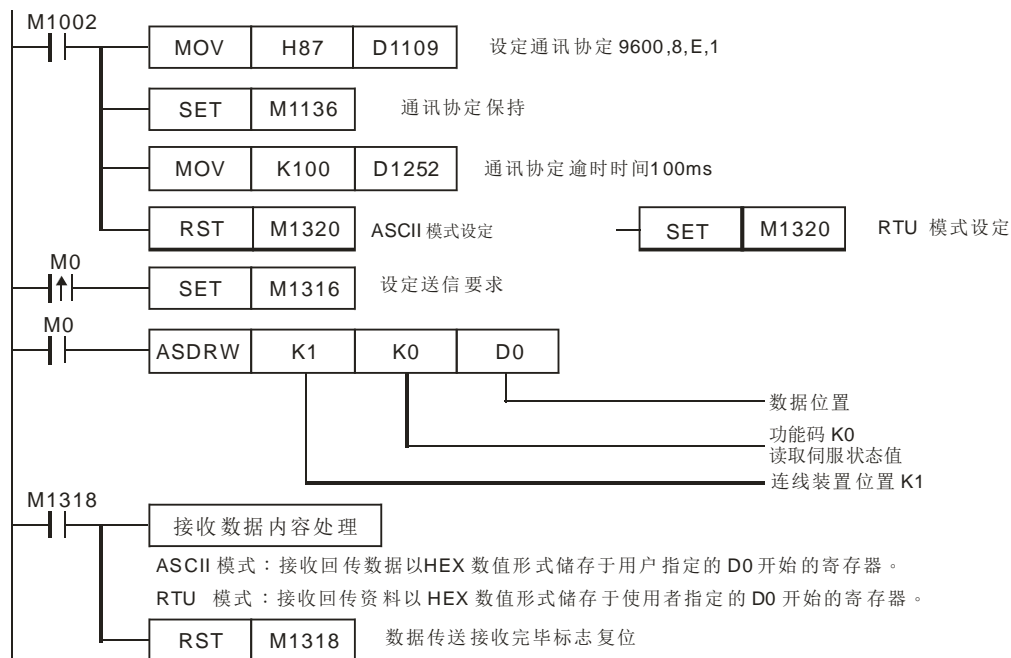 M1002
MOV H87 D1109 设定通讯协定 9600,8,E,1
SET M1136 通讯协定保持
MOV K100 D1252 通讯协定逾时时间100ms
RST M1320 ASCII 模式设定 SET M1320 RTU 模式设定
M0
SET M1316 设定送信要求
M0
ASDRW K1 K0 D0
数据位置
功能码 K0
读取伺服状态值
连线装置位置 K1
M1318
接收数据内容处理
ASCII 模式：接收回传数据以HEX 数值形式储存于用户指定的 D0 开始的寄存器。
RTU 模式：接收回传资料以 HEX 数值形式储存于使用者指定的 D0 开始的寄存器。
RST M1318 数据传送接收完毕标志复位